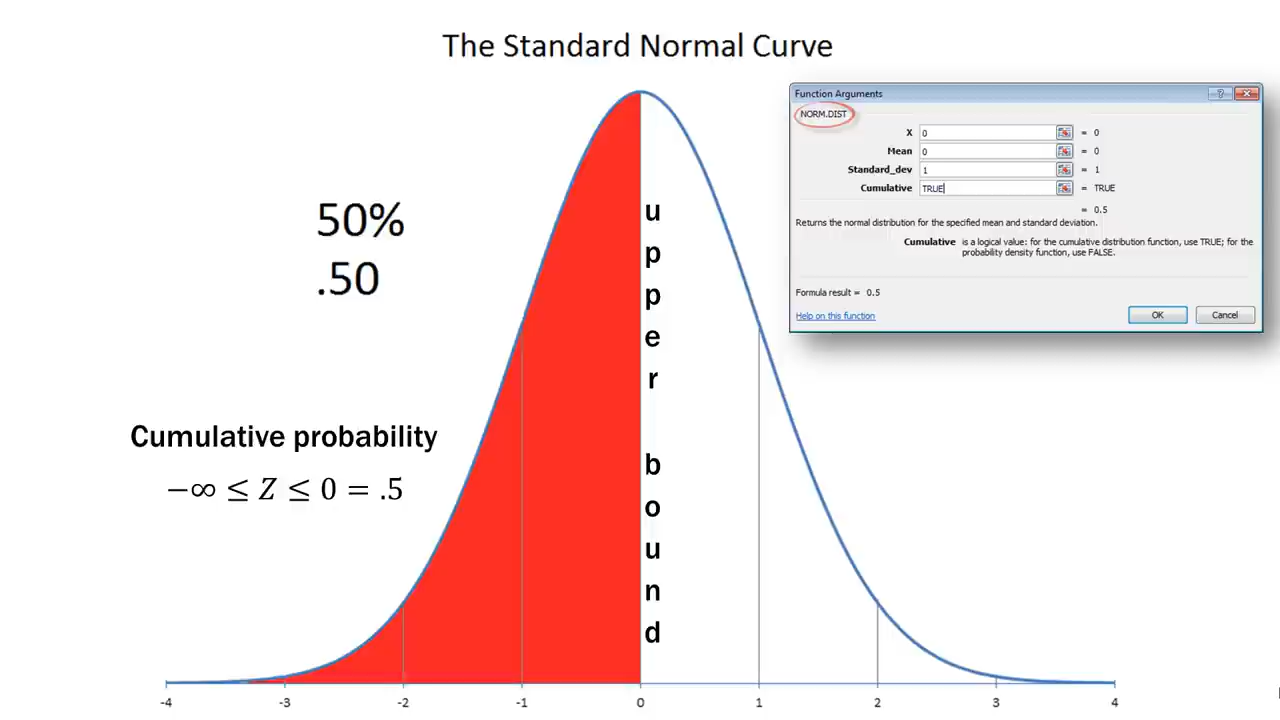 The Standard Normal Curve
Function Arguments
NORM.DIST
X 0 = 0
Mean 0 = 0
Standard_dev 1 = 1
Cumulative TRUE = TRUE
= 0.5
Returns the normal distribution for the specified mean and standard deviation.
Cumulative is a logical value: for the cumulative distribution function, use TRUE; for the
probability density function, use FALSE.
Formula result = 0.5
Help on this function
OK Cancel
50%
.50
upper bound
Cumulative probability
−∞ ≤ Z ≤ 0 = .5
-4 -3 -2 -1 0 1 2 3 4